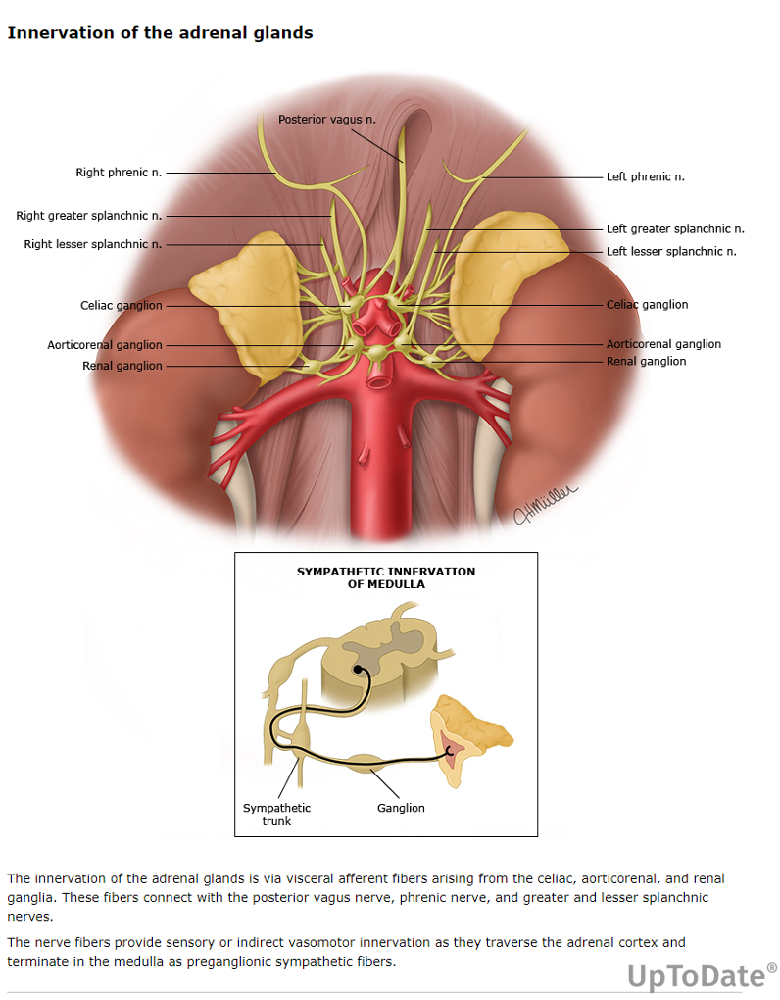 Innervation of the adrenal glands
Posterior vagus n.
Right phrenic n.
Left phrenic n.
Right greater splanchnic n.
Left greater splanchnic n.
Right lesser splanchnic n.
Left lesser splanchnic n.
Celiac ganglion
Celiac ganglion
Aorticorenal ganglion
Aorticorenal ganglion
Renal ganglion
Renal ganglion
JHMüller
SYMPATHETIC INNERVATION
OF MEDULLA
Sympathetic
trunk
Ganglion
The innervation of the adrenal glands is via visceral afferent fibers arising from the celiac, aorticorenal, and renal
ganglia. These fibers connect with the posterior vagus nerve, phrenic nerve, and greater and lesser splanchnic
nerves.
The nerve fibers provide sensory or indirect vasomotor innervation as they traverse the adrenal cortex and
terminate in the medulla as preganglionic sympathetic fibers.
UpToDate®